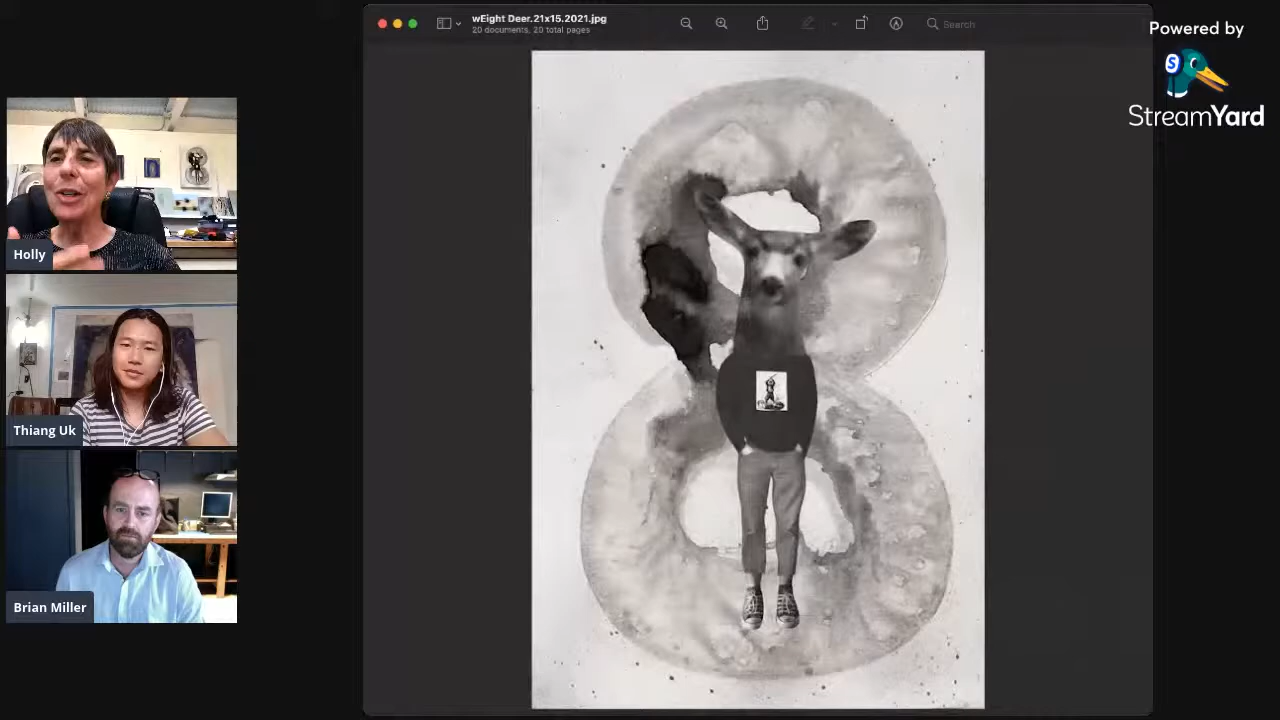 wEight Deer.21x15.2021.jpg
20 documents, 20 total pages
Search
Powered by
S
StreamYard
Holly
Thiang Uk
Brian Miller